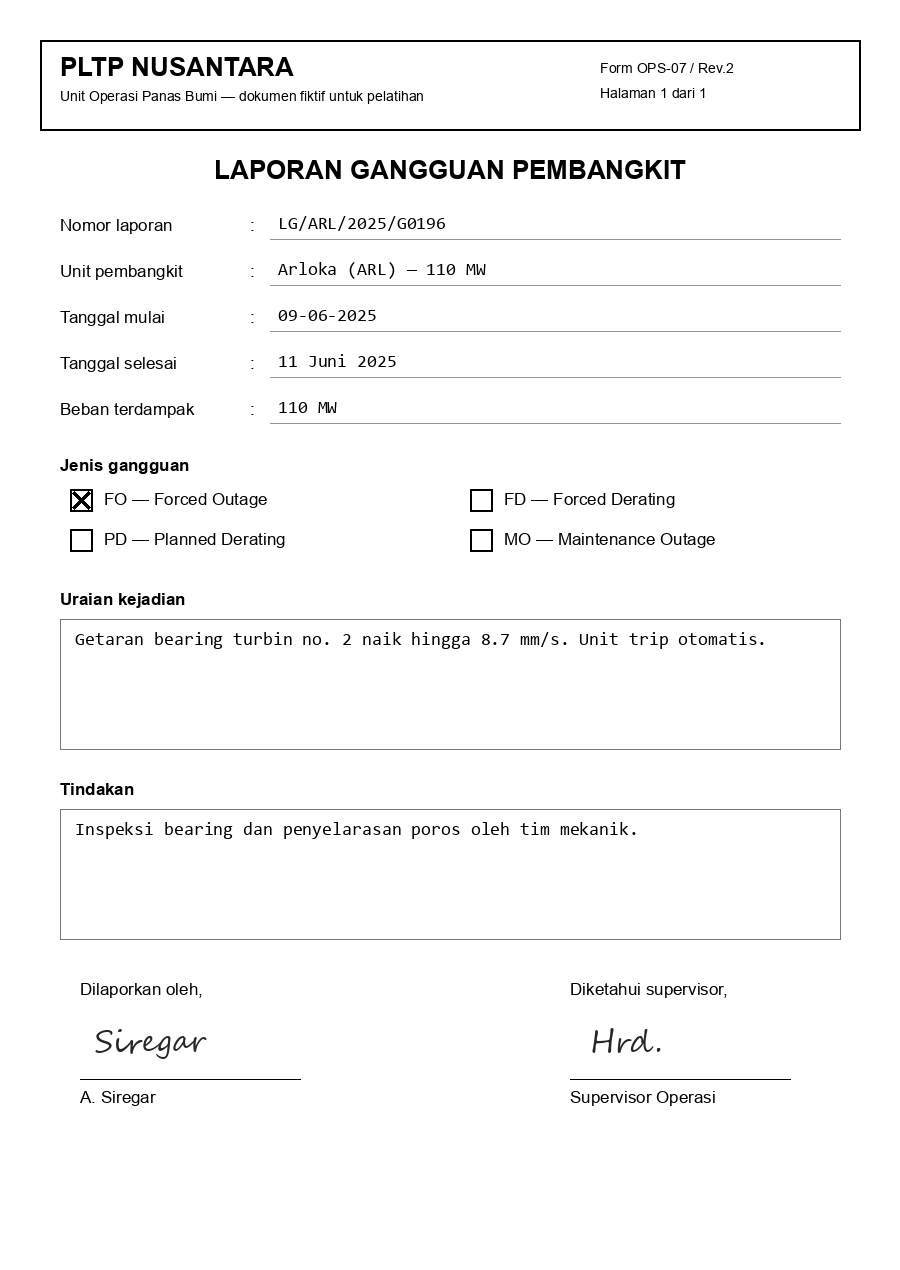 PLTP NUSANTARA
Unit Operasi Panas Bumi — dokumen fiktif untuk pelatihan
Form OPS-07 / Rev.2
Halaman 1 dari 1
LAPORAN GANGGUAN PEMBANGKIT
Nomor laporan : LG/ARL/2025/G0196
Unit pembangkit : Arloka (ARL) — 110 MW
Tanggal mulai : 09-06-2025
Tanggal selesai : 11 Juni 2025
Beban terdampak : 110 MW
Jenis gangguan
FO — Forced Outage FD — Forced Derating
PD — Planned Derating MO — Maintenance Outage
Uraian kejadian
Getaran bearing turbin no. 2 naik hingga 8.7 mm/s. Unit trip otomatis.
Tindakan
Inspeksi bearing dan penyelarasan poros oleh tim mekanik.
Dilaporkan oleh, Diketahui supervisor,
Siregar Hrd.
A. Siregar Supervisor Operasi